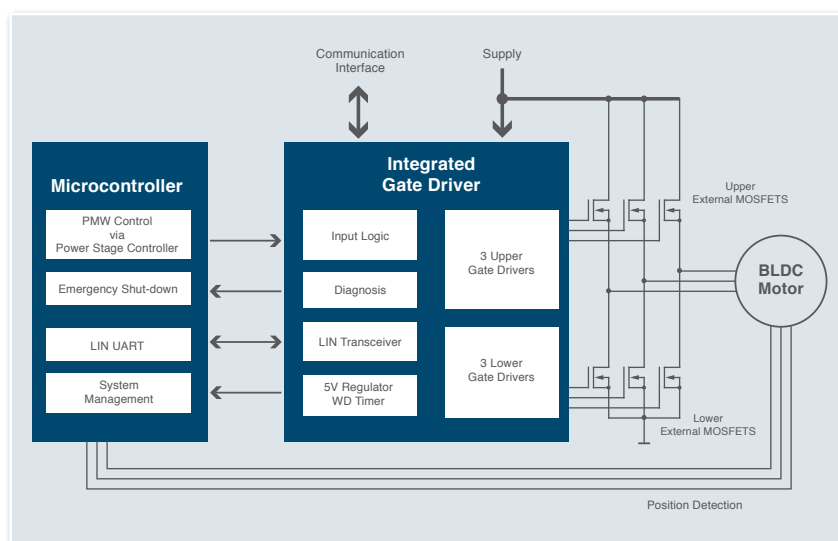 Communication
Interface
Supply
Microcontroller
PMW Control
via
Power Stage Controller
Emergency Shut-down
LIN UART
System
Management
Integrated
Gate Driver
Input Logic
Diagnosis
LIN Transceiver
5V Regulator
WD Timer
3 Upper
Gate Drivers
3 Lower
Gate Drivers
Upper
External MOSFETS
BLDC
Motor
Lower
External MOSFETS
Position Detection